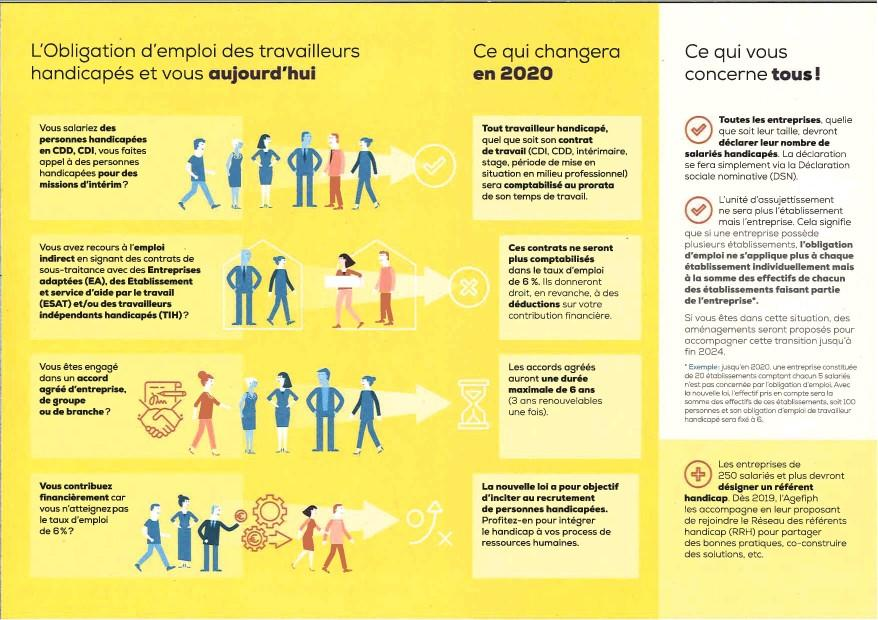 L'Obligation d'emploi des travailleurs
handicapés et vous aujourd'hui
Vous salariez des
personnes handicapées
en CDD, CDI, vous faites
appel à des personnes
handicapées pour des
missions d'intérim ?
Vous avez recours à l'emploi
indirect en signant des contrats de
sous-traitance avec des Entreprises
adaptées (EA), des Etablissement
et service d'aide par le travail
(ESAT) et/ou des travailleurs
indépendants handicapés (TIH) ?
Vous êtes engagé
dans un accord
agréé d'entreprise,
de groupe
ou de branche ?
Vous contribuez
financièrement car
vous n'atteignez pas
le taux d'emploi
de 6 % ?
Ce qui changera
en 2020
Tout travailleur handicapé,
quel que soit son contrat
de travail (CDI, CDD, intérimaire,
stage, période de mise en
situation en milieu professionnel)
sera comptabilisé au prorata
de son temps de travail.
Ces contrats ne seront
plus comptabilisés
dans le taux d'emploi
de 6 %. Ils donneront
droit, en revanche, à des
déductions sur votre
contribution financière.
Les accords agréés
auront une durée
maximale de 6 ans
(3 ans renouvelables
une fois).
La nouvelle loi a pour objectif
d'inciter au recrutement
de personnes handicapées.
Profitez-en pour intégrer
le handicap à vos process de
ressources humaines.
Ce qui vous
concerne tous !
Toutes les entreprises, quelle
que soit leur taille, devront
déclarer leur nombre de
salariés handicapés. La déclaration
se fera simplement via la Déclaration
sociale nominative (DSN).
L'unité d'assujettissement
ne sera plus l'établissement
mais l'entreprise. Cela signifie
que si une entreprise possède
plusieurs établissements, l'obligation
d'emploi ne s'applique plus à chaque
établissement individuellement mais
à la somme des effectifs de chacun
des établissements faisant partie
de l'entreprise*.
Si vous êtes dans cette situation, des
aménagements seront proposés pour
accompagner cette transition jusqu'à
fin 2024.
* Exemple : jusqu'en 2020, une entreprise constituée
de 20 établissements comptant chacun 5 salariés
n'est pas concernée par l'obligation d'emploi. Avec
la nouvelle loi, l'effectif pris en compte sera la
somme des effectifs de ces établissements, soit 100
personnes et son obligation d'emploi de travailleur
handicapé sera fixé à 6.
Les entreprises de
250 salariés et plus devront
désigner un référent
handicap. Dès 2019, l'Agefiph
les accompagne en leur proposant
de rejoindre le Réseau des référents
handicap (RRH) pour partager
des bonnes pratiques, co-construire
des solutions, etc.